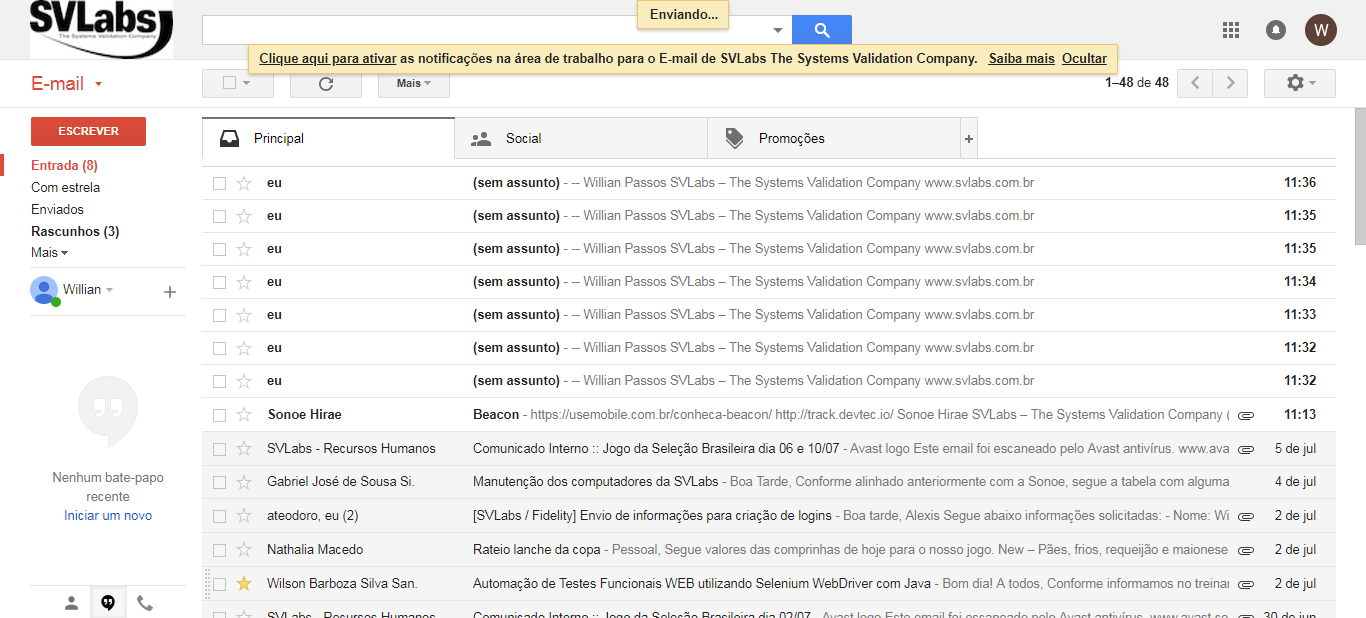 SVLabs
The Systems Validation Company
Enviando...
W
Clique aqui para ativar as notificações na área de trabalho para o E-mail de SVLabs The Systems Validation Company. Saiba mais Ocultar
E-mail
Mais
1–48 de 48
ESCREVER
Entrada (8)
Com estrela
Enviados
Rascunhos (3)
Mais
Willian
Nenhum bate-papo
recente
Iniciar um novo
Principal
Social
Promoções
eu (sem assunto) - -- Willian Passos SVLabs – The Systems Validation Company www.svlabs.com.br 11:36
eu (sem assunto) - -- Willian Passos SVLabs – The Systems Validation Company www.svlabs.com.br 11:35
eu (sem assunto) - -- Willian Passos SVLabs – The Systems Validation Company www.svlabs.com.br 11:35
eu (sem assunto) - -- Willian Passos SVLabs – The Systems Validation Company www.svlabs.com.br 11:34
eu (sem assunto) - -- Willian Passos SVLabs – The Systems Validation Company www.svlabs.com.br 11:33
eu (sem assunto) - -- Willian Passos SVLabs – The Systems Validation Company www.svlabs.com.br 11:32
eu (sem assunto) - -- Willian Passos SVLabs – The Systems Validation Company www.svlabs.com.br 11:32
Sonoe Hirae Beacon - https://usemobile.com.br/conheca-beacon/ http://track.devtec.io/ Sonoe Hirae SVLabs – The Systems Validation Company ( 11:13
SVLabs - Recursos Humanos Comunicado Interno :: Jogo da Seleção Brasileira dia 06 e 10/07 - Avast logo Este email foi escaneado pelo Avast antivírus. www.ava 5 de jul
Gabriel José de Sousa Si. Manutenção dos computadores da SVLabs - Boa Tarde, Conforme alinhado anteriormente com a Sonoe, segue a tabela com alguma 4 de jul
ateodoro, eu (2) [SVLabs / Fidelity] Envio de informações para criação de logins - Boa tarde, Alexis Segue abaixo informações solicitadas: - Nome: Wi 2 de jul
Nathalia Macedo Rateio lanche da copa - Pessoal, Segue valores das comprinhas de hoje para o nosso jogo. New – Pães, frios, requeijão e maionese 2 de jul
Wilson Barboza Silva San. Automação de Testes Funcionais WEB utilizando Selenium WebDriver com Java - Bom dia! A todos, Conforme informamos no treinar 2 de jul
SVLabs - Recursos Humanos Comunicado Interno :: Jogo da Seleção Brasileira 02/07 - Avast logo Este email foi escaneado pelo Avast antivírus. www.avast.co 30 de jun